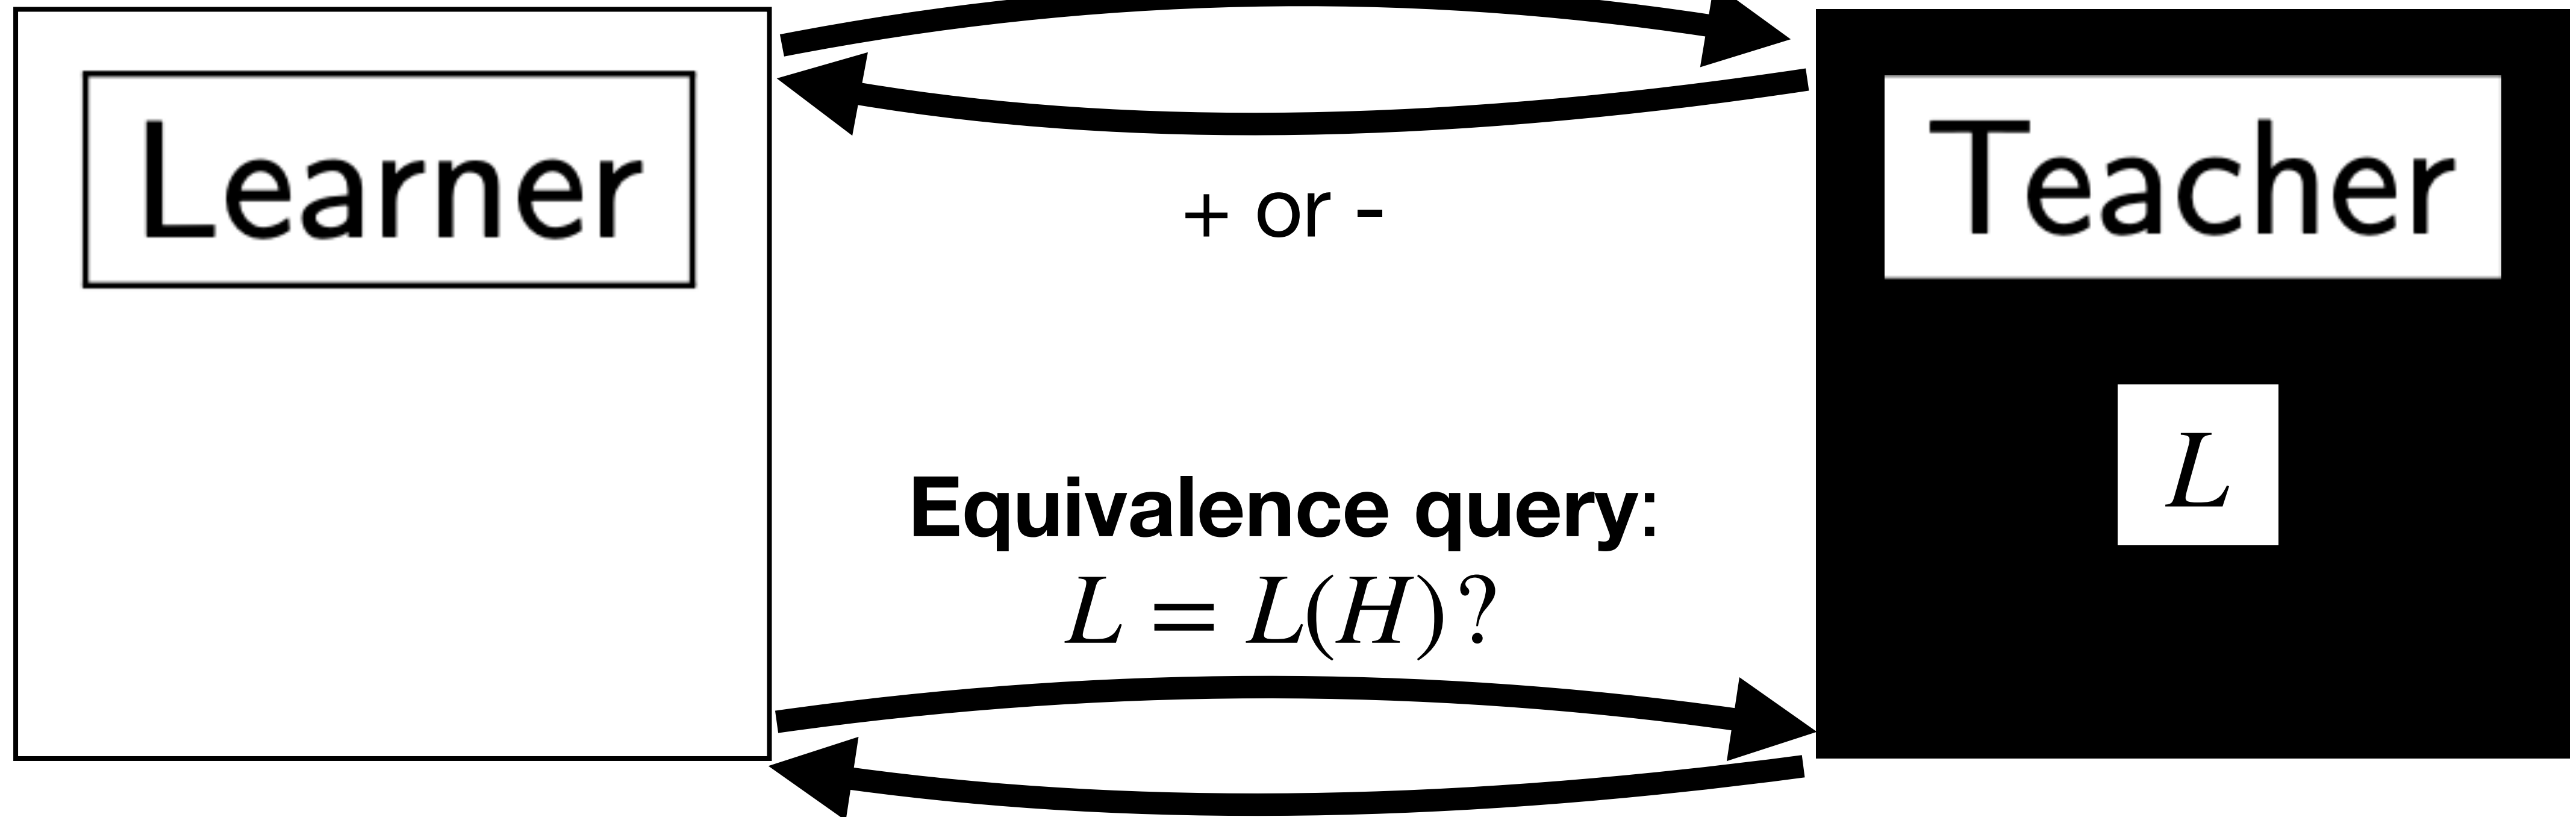 Learner
+ or -
Teacher
L
Equivalence query:
L = L(H)?